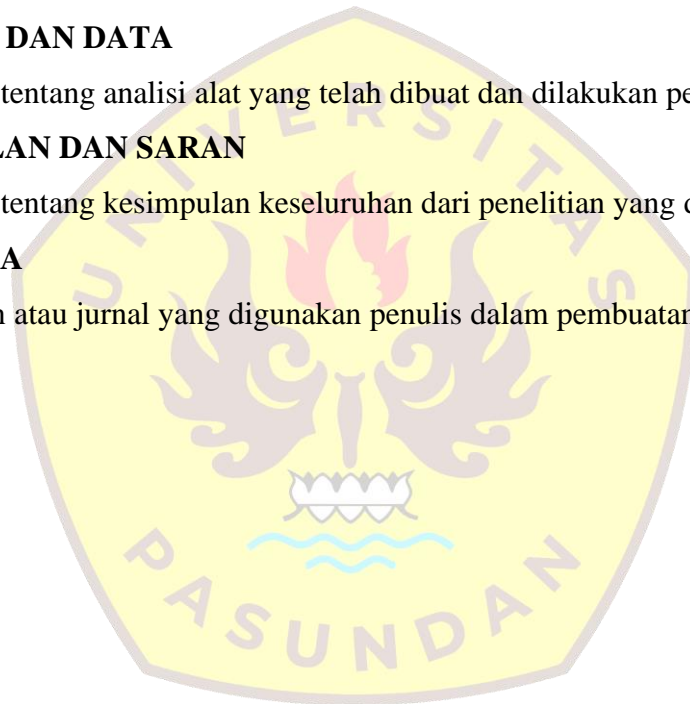 DAN DATA
tentang analisi alat yang telah dibuat dan dilakukan pe
LAN DAN SARAN
tentang kesimpulan keseluruhan dari penelitian yang d
A
n atau jurnal yang digunakan penulis dalam pembuatan
UNIVERSITAS
PASUNDAN